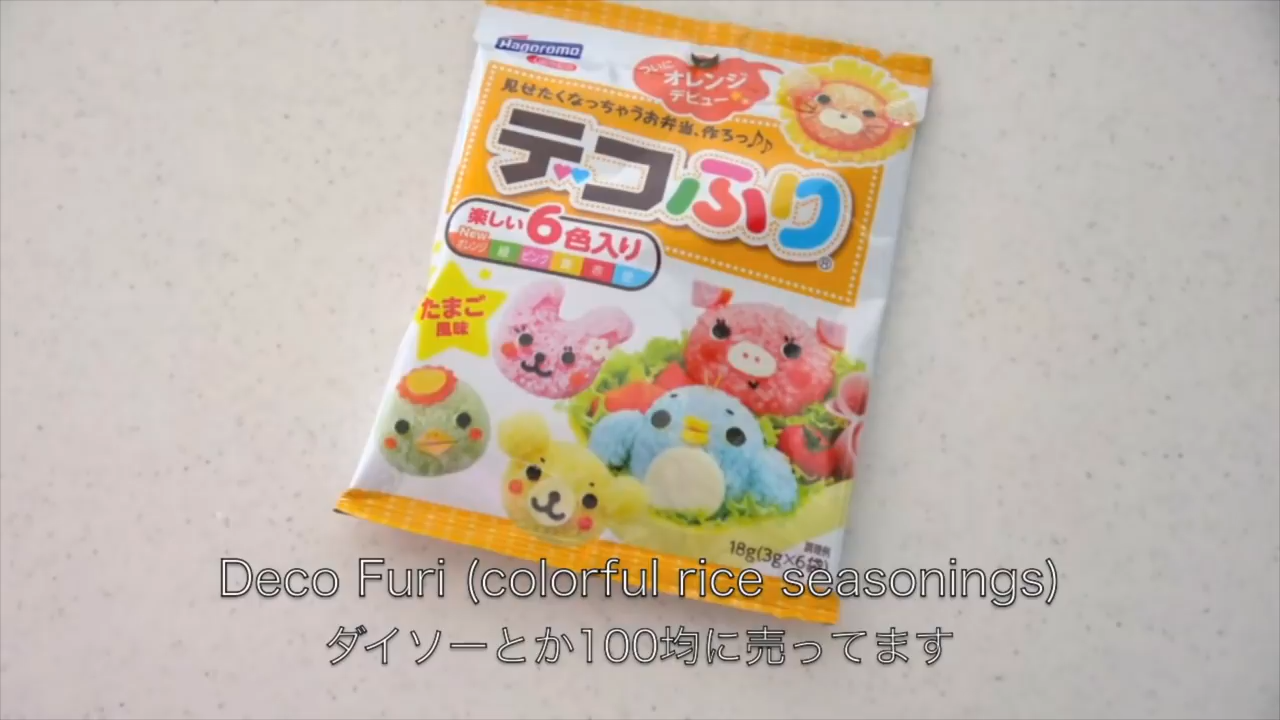 Hagoromo
ついに
オレンジ
デビュー
見せたくなっちゃうお弁当、作ろっ♪♪
デコふり®
楽しい6色入り
New
オレンジ 緑 ピンク 黄 赤 青
たまご
風味
調理例
18g(3g×6袋)
Deco Furi (colorful rice seasonings)
ダイソーとか100均に売ってます